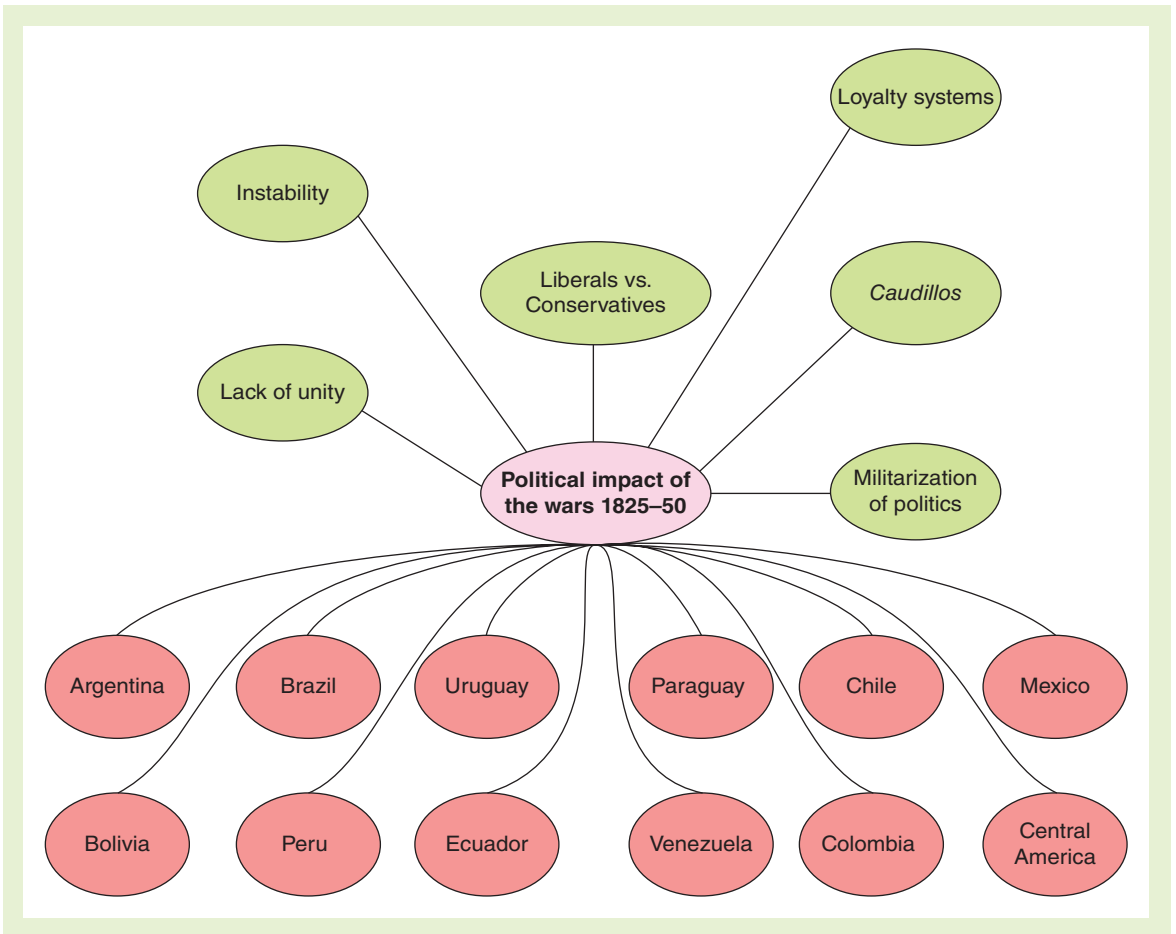 Loyalty systems
Instability
Liberals vs.
Conservatives
Caudillos
Lack of unity
Political impact of
the wars 1825–50
Militarization
of politics
Argentina
Brazil
Uruguay
Paraguay
Chile
Mexico
Bolivia
Peru
Ecuador
Venezuela
Colombia
Central
America